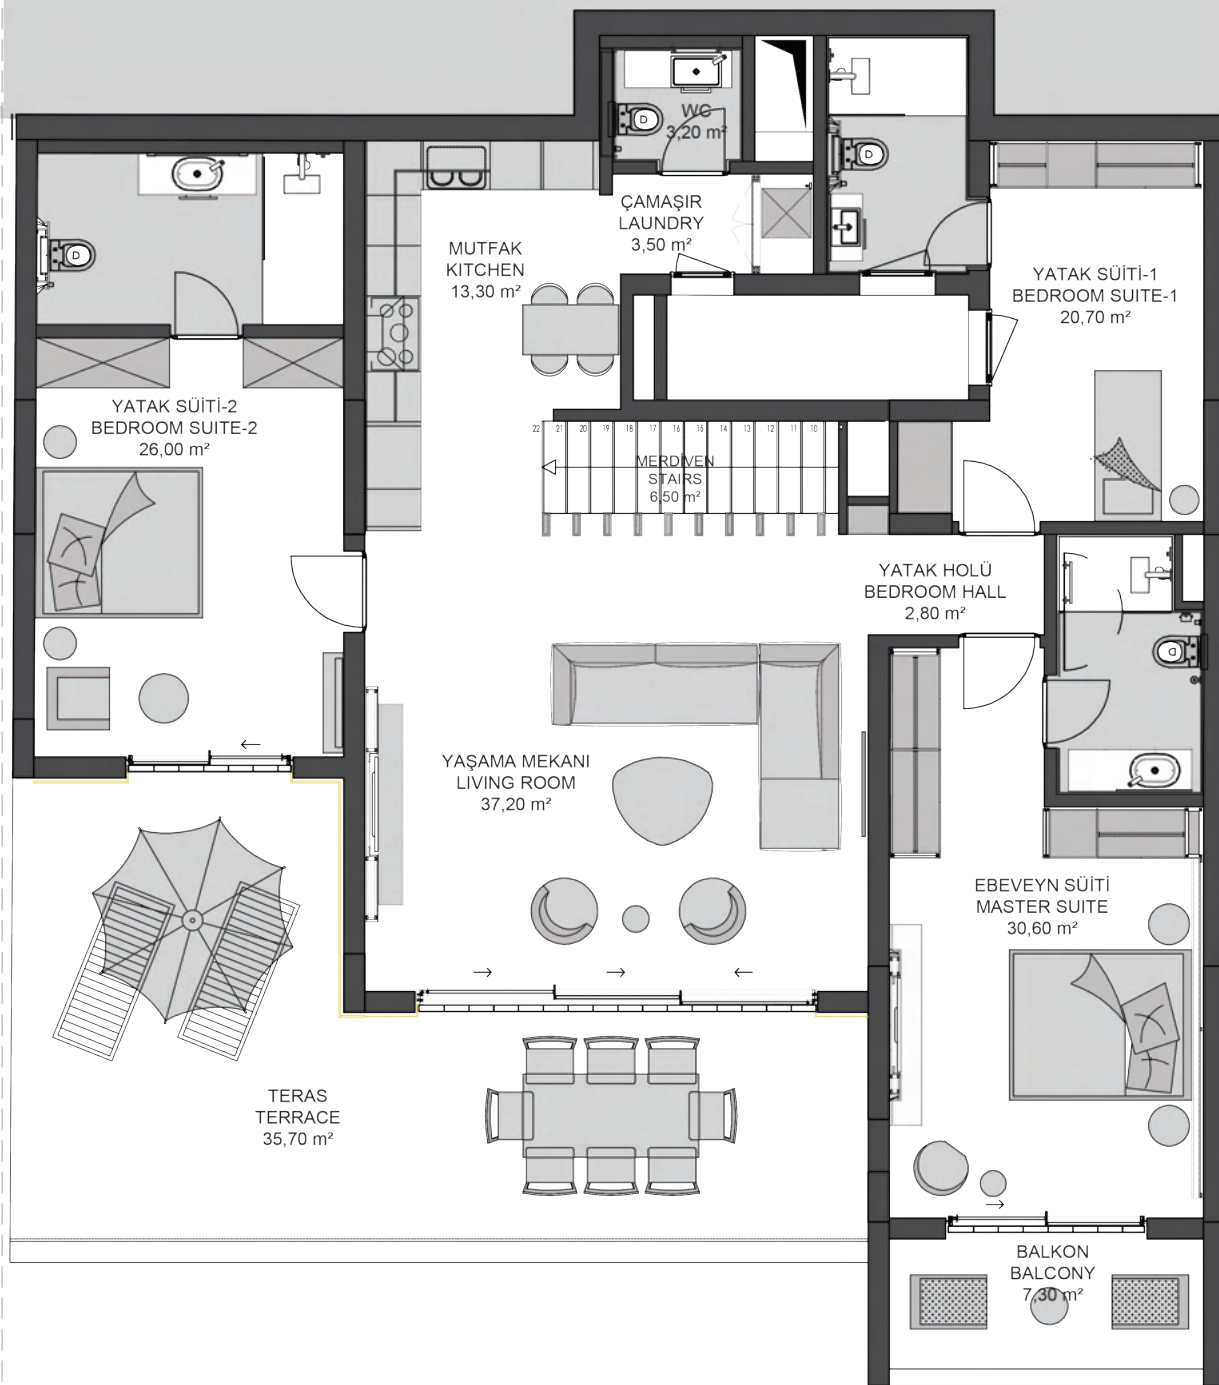 WC
3,20 m²
ÇAMAŞIR
LAUNDRY
3,50 m²
MUTFAK
KITCHEN
13,30 m²
YATAK SÜİTİ-1
BEDROOM SUITE-1
20,70 m²
YATAK SÜİTİ-2
BEDROOM SUITE-2
26,00 m²
22 21 20 19 18 17 16 15 14 13 12 11 10
MERDİVEN
STAIRS
6,50 m²
YATAK HOLÜ
BEDROOM HALL
2,80 m²
YAŞAMA MEKANI
LIVING ROOM
37,20 m²
EBEVEYN SÜİTİ
MASTER SUITE
30,60 m²
TERAS
TERRACE
35,70 m²
BALKON
BALCONY
7,30 m²
D
D
D
D